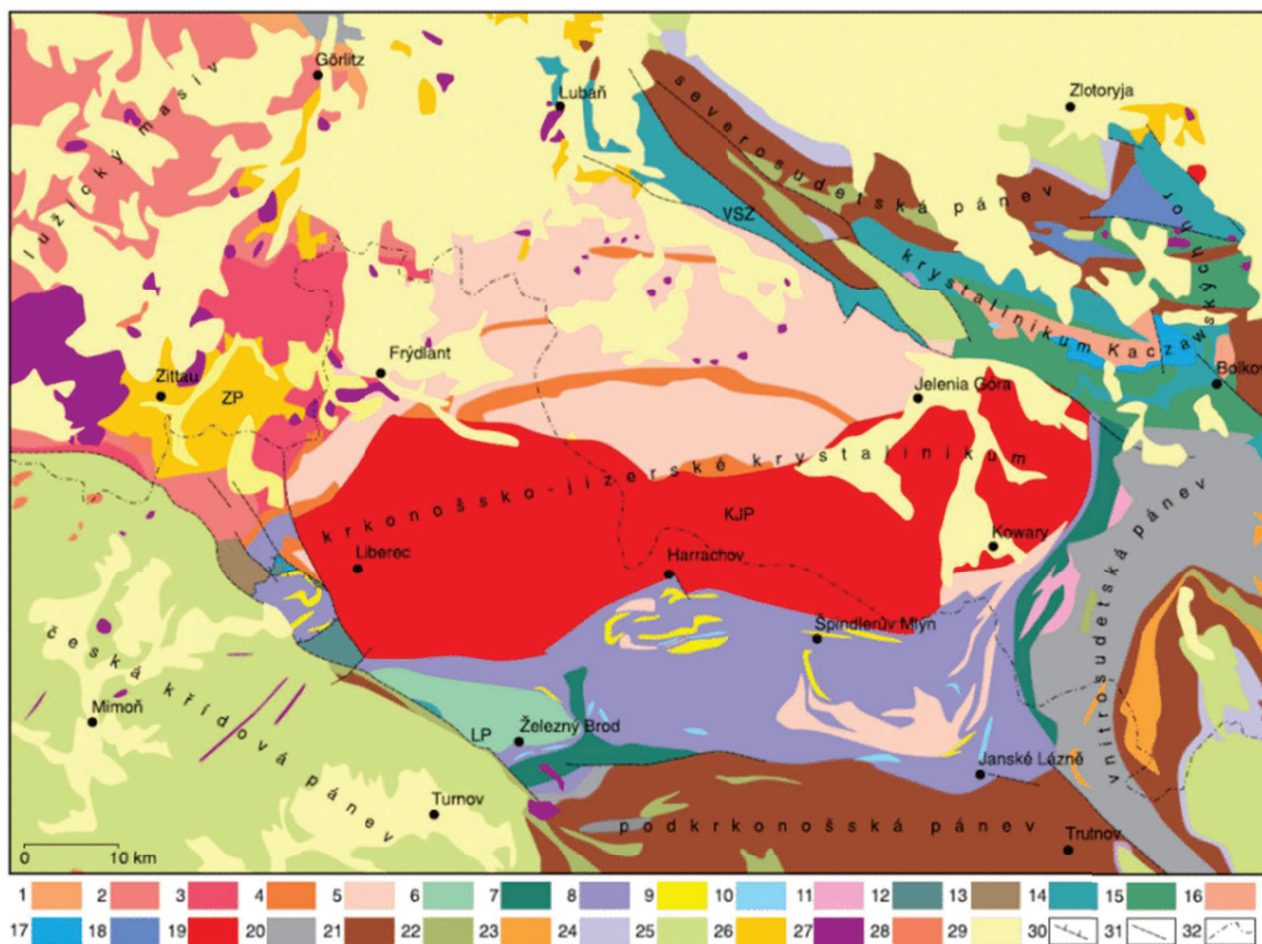 Görlitz
Lubaň
Zlotoryja
lužický masiv
severosudetská pánev
VSZ
krystalinikum Kaczawských hor
Frýdlant
Zittau
ZP
Jelenia Góra
Bolkov
krkonošsko-jizerské krystalinikum
KJP
Kowary
Liberec
Harrachov
Špindlerův Mlýn
vnitrosudetská pánev
česká křídová pánev
Mimoň
LP
Železný Brod
Janské Lázně
Turnov
podkrkonošská pánev
Trutnov
0 10 km
1 2 3 4 5 6 7 8 9 10 11 12 13 14 15 16
17 18 19 20 21 22 23 24 25 26 27 28 29 30 31 32